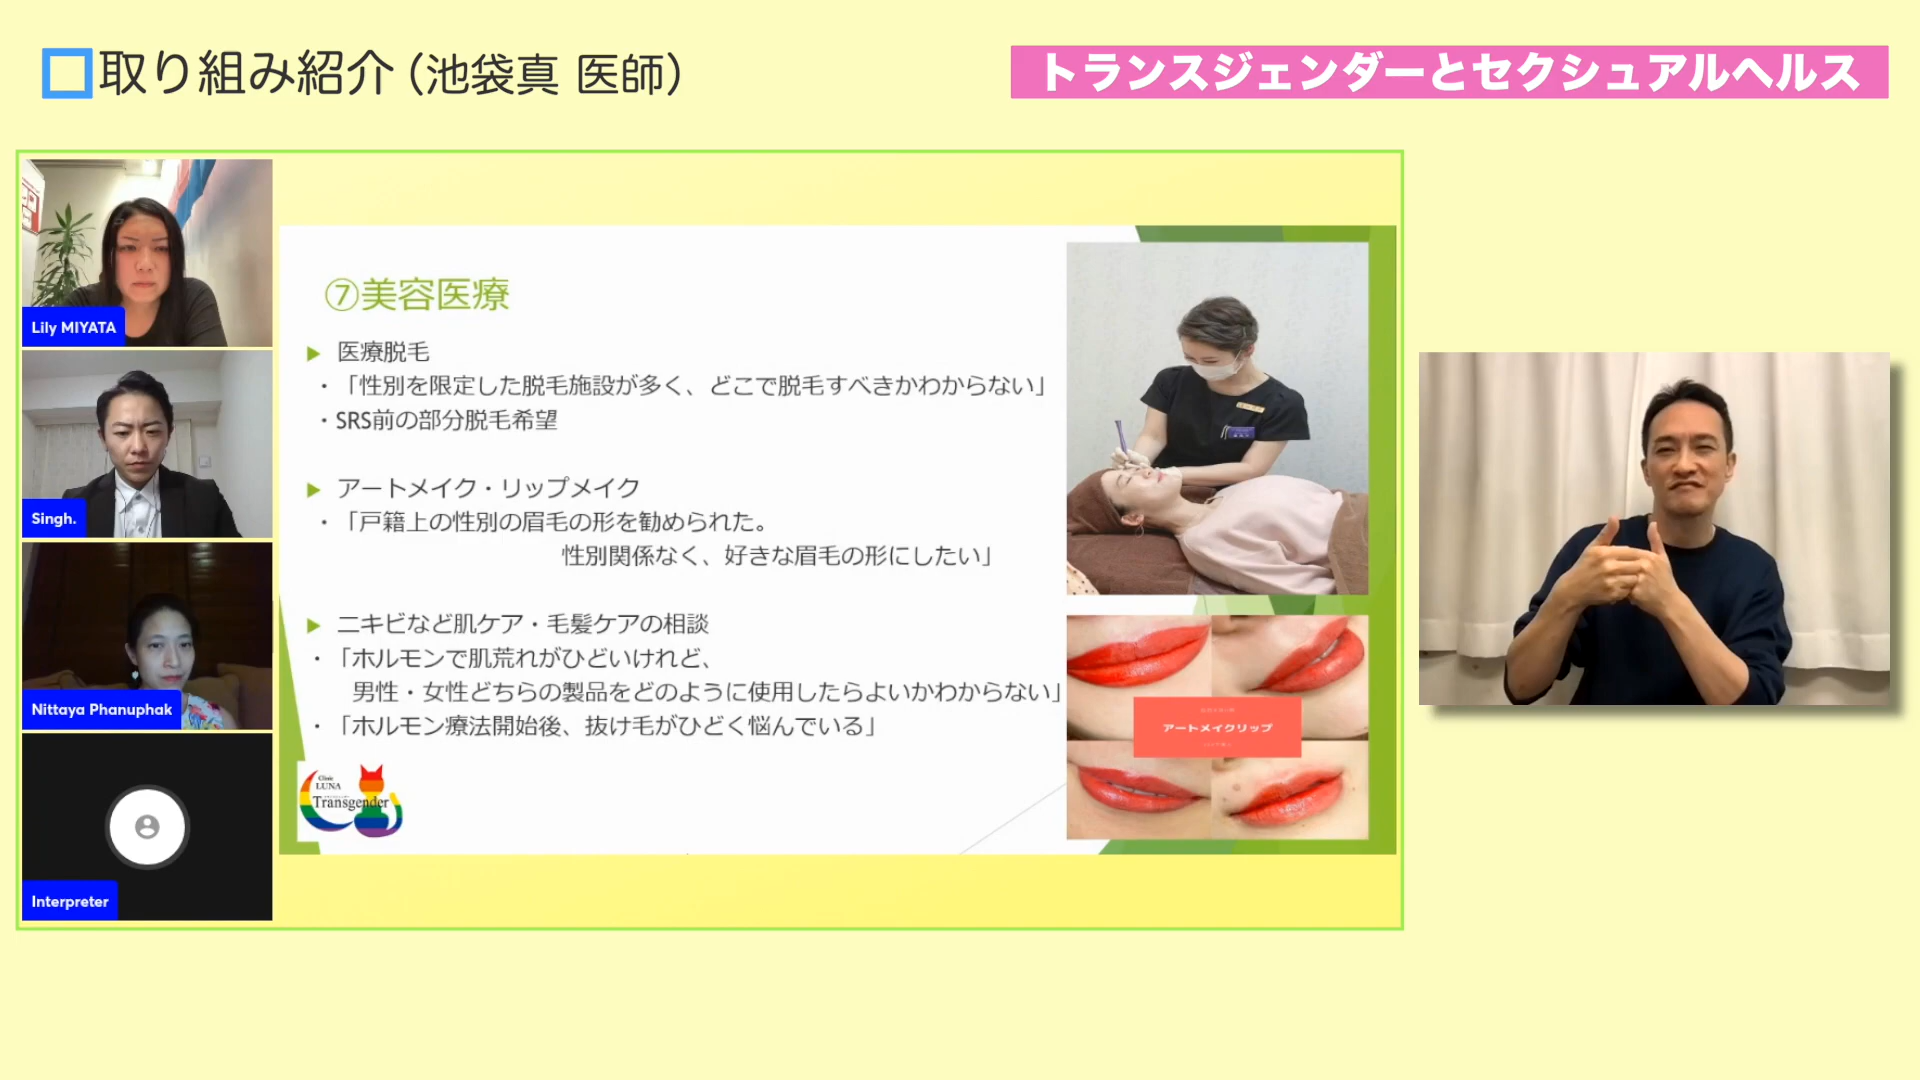 取り組み紹介（池袋真 医師）
トランスジェンダーとセクシュアルヘルス
Lily MIYATA
Singh.
Nittaya Phanuphak
Interpreter
⑦美容医療
医療脱毛
・「性別を限定した脱毛施設が多く、どこで脱毛すべきかわからない」
・SRS前の部分脱毛希望
アートメイク・リップメイク
・「戸籍上の性別の眉毛の形を勧められた。
性別関係なく、好きな眉毛の形にしたい」
ニキビなど肌ケア・毛髪ケアの相談
・「ホルモンで肌荒れがひどいけれど、
男性・女性どちらの製品をどのように使用したらよいかわからない」
・「ホルモン療法開始後、抜け毛がひどく悩んでいる」
Clinic
LUNA
Transgender
アートメイクリップ